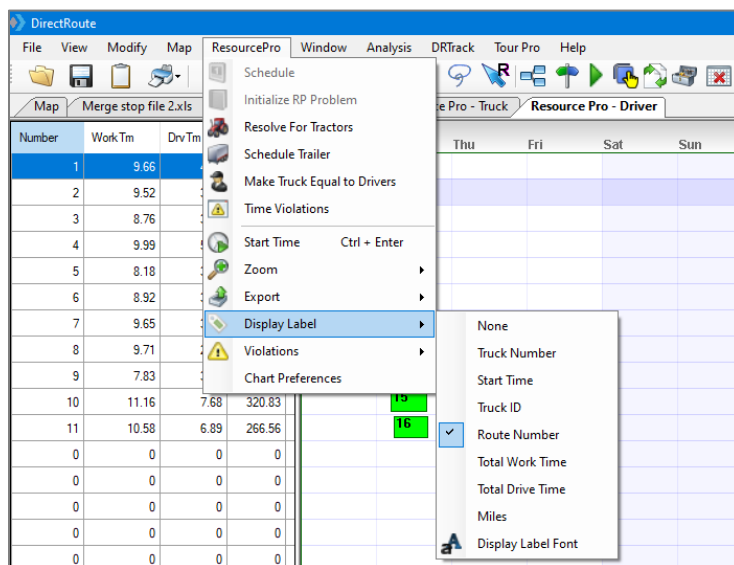 DirectRoute
File View Modify Map ResourcePro Window Analysis DRTrack Tour Pro Help
Map Merge stop file 2.xls Pro - Truck Resource Pro - Driver
Schedule
Initialize RP Problem
Resolve For Tractors
Schedule Trailer
Make Truck Equal to Drivers
Time Violations
Start Time Ctrl + Enter
Zoom
Export
Display Label
Violations
Chart Preferences
None
Truck Number
Start Time
Truck ID
Route Number
Total Work Time
Total Drive Time
Miles
Display Label Font
Number Work Tm Drv Tm Thu Fri Sat Sun
1 9.66
2 9.52
3 8.76
4 9.99
5 8.18
6 8.92
7 9.65
8 9.71
9 7.83
10 11.16 7.68 320.83 15
11 10.58 6.89 266.56 16
0 0 0 0
0 0 0 0
0 0 0 0
0 0 0 0
0 0 0 0